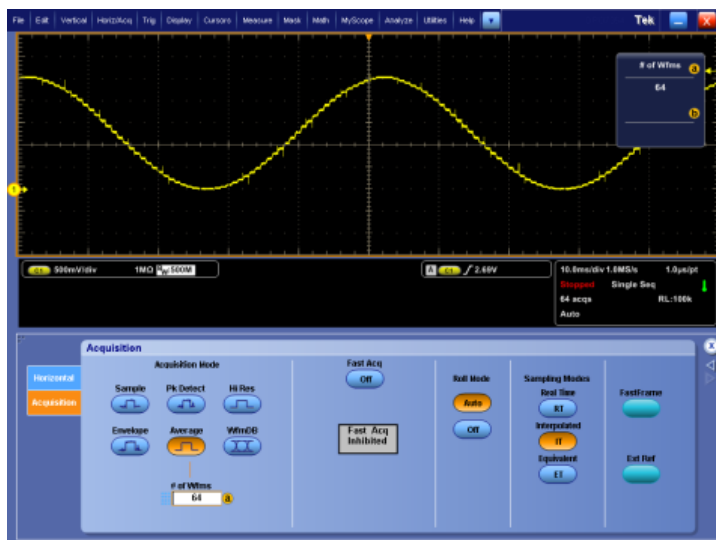 File Edit Vertical Horiz/Acq Trig Display Cursors Measure Mask Math MyScope Analyze Utilities Help Tek X
# of Wfms a
64
b
1
C1 500mV/div 1MΩ BW:500M
A C1 / 2.69V
10.0ms/div 1.0MS/s 1.0µs/pt
Stopped Single Seq
64 acqs RL:100k
Auto
Acquisition
X
Horizontal
Acquisition
Acquisition Mode
Sample Pk Detect Hi Res
Envelope Average WfmDB
# of Wfms
64 a
Fast Acq
Off
Fast Acq
Inhibited
Roll Mode
Auto
Off
Sampling Modes
Real Time
RT
Interpolated
IT
Equivalent
ET
FastFrame
Ext Ref